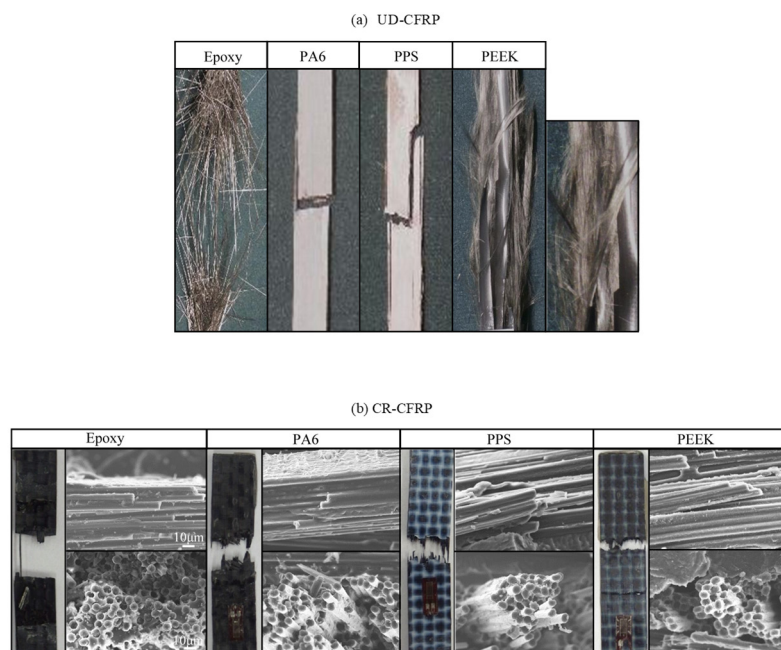 (a) UD-CFRP
Epoxy PA6 PPS PEEK
(b) CR-CFRP
Epoxy PA6 PPS PEEK
10μm
10μm